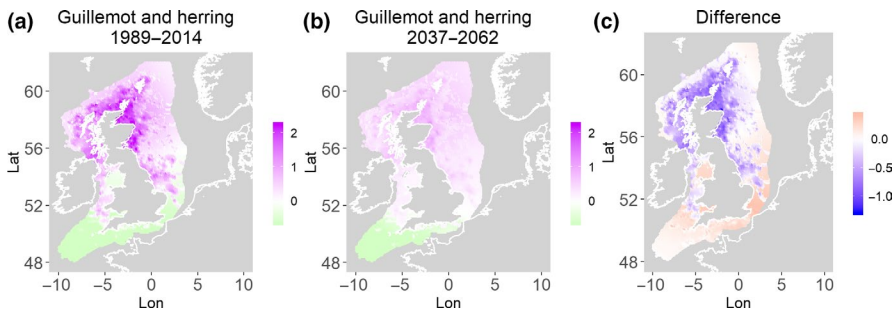 (a) Guillemot and herring
1989–2014
(b) Guillemot and herring
2037–2062
(c) Difference
Lat
60
56
52
48
−10 −5 0 5 10
Lon
2
1
0
Lat
60
56
52
48
−10 −5 0 5 10
Lon
2
1
0
60
56
52
48
−10 −5 0 5 10
Lon
0.0
−0.5
−1.0